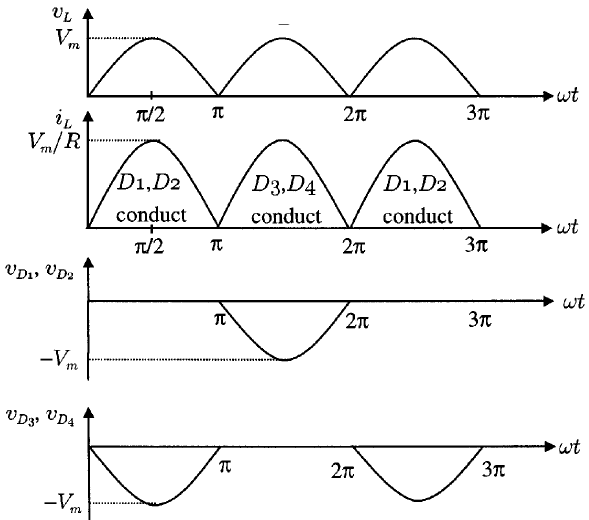 v_L
V_m
π/2 π 2π 3π ωt
i_L
V_m/R
D1,D2 conduct
D3,D4 conduct
D1,D2 conduct
π/2 π 2π 3π ωt
v_D1, v_D2
π 2π 3π ωt
−V_m
v_D3, v_D4
π 2π 3π ωt
−V_m